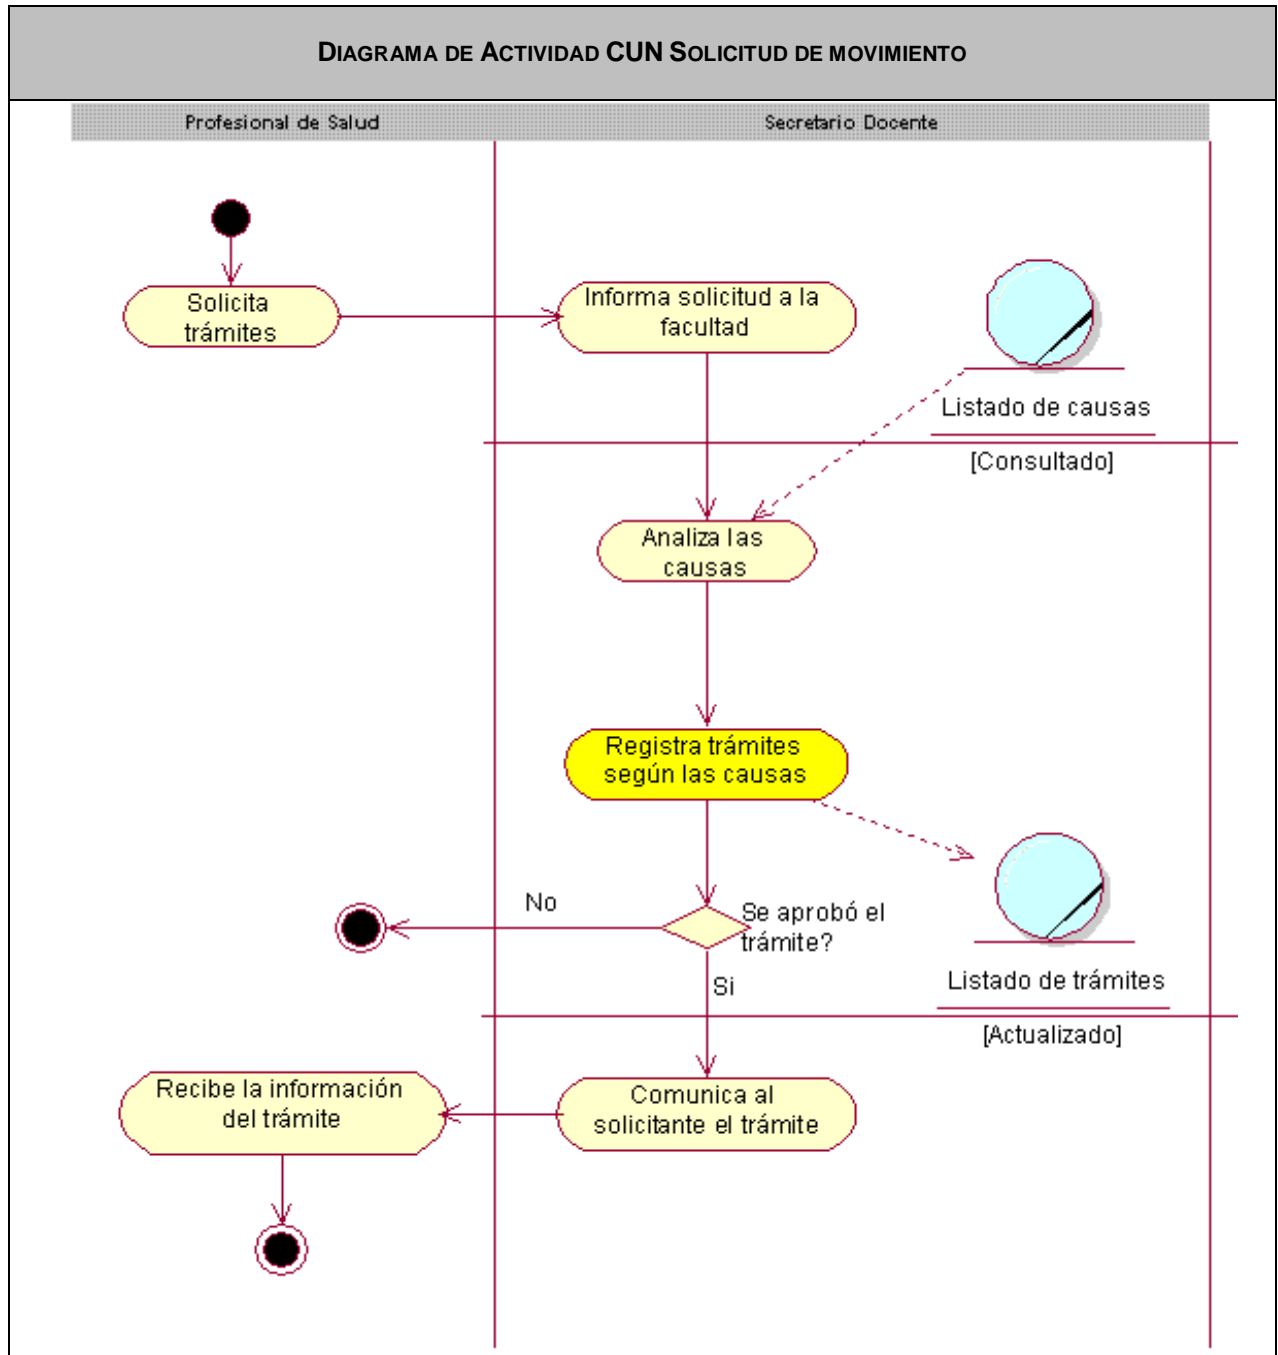 DIAGRAMA DE ACTIVIDAD CUN SOLICITUD DE MOVIMIENTO
Profesional de Salud
Secretario Docente
Solicita
trámites
Informa solicitud a la
facultad
Listado de causas
[Consultado]
Analiza las
causas
Registra trámites
según las causas
No
Se aprobó el
trámite?
Si
Listado de trámites
[Actualizado]
Recibe la información
del trámite
Comunica al
solicitante el trámite